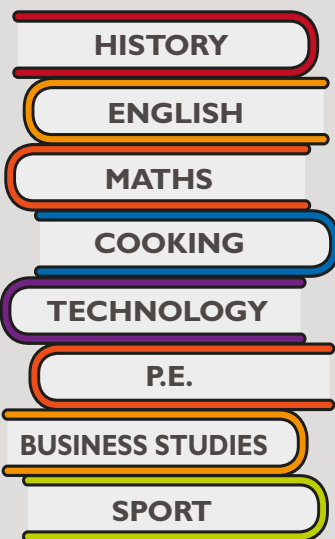 HISTORY
ENGLISH
MATHS
COOKING
TECHNOLOGY
P.E.
BUSINESS STUDIES
SPORT